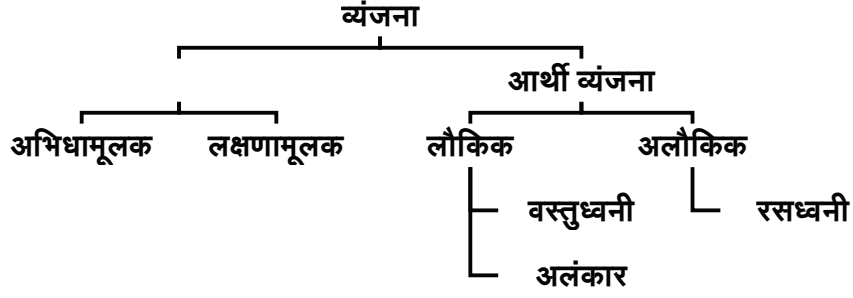 व्यंजना
आर्थी व्यंजना
अभिधामूलक लक्षणामूलक लौकिक अलौकिक
वस्तुध्वनी रसध्वनी
अलंकार